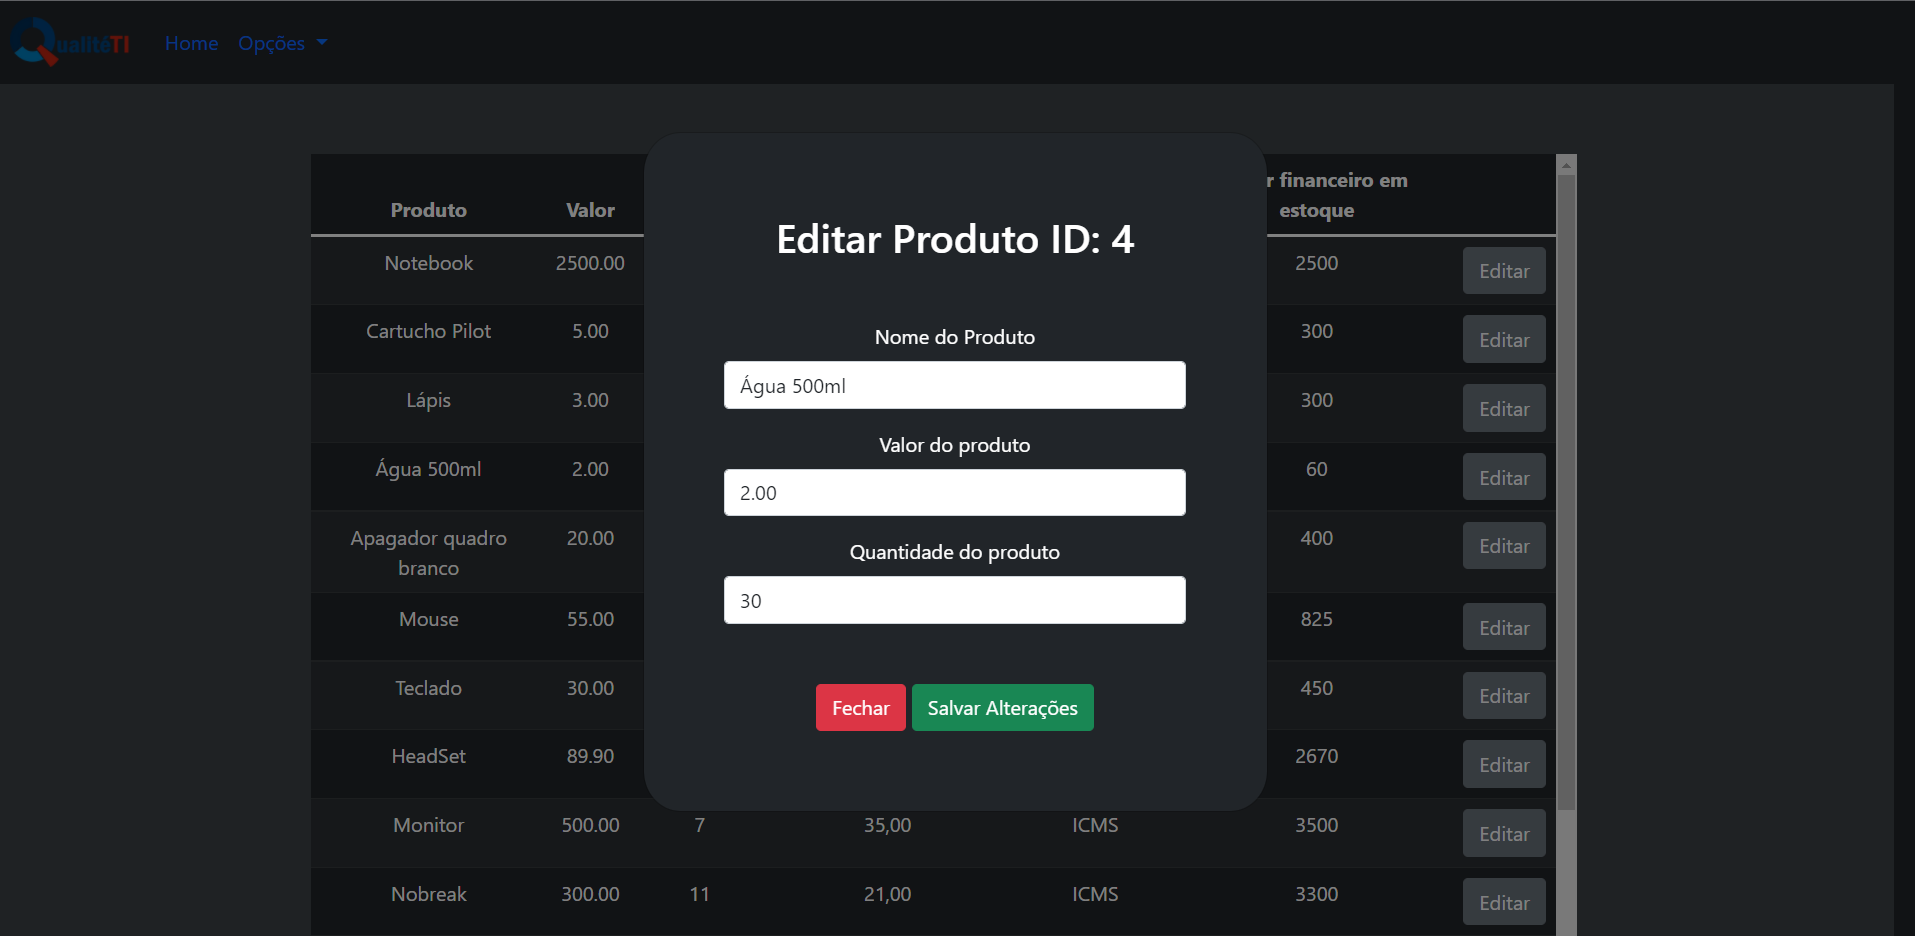 QualitéTI Home Opções
Produto Valor r financeiro em
estoque
Editar Produto ID: 4
Nome do Produto
Água 500ml
Valor do produto
2.00
Quantidade do produto
30
Fechar Salvar Alterações
Notebook 2500.00 2500 Editar
Cartucho Pilot 5.00 300 Editar
Lápis 3.00 300 Editar
Água 500ml 2.00 60 Editar
Apagador quadro
branco 20.00 400 Editar
Mouse 55.00 825 Editar
Teclado 30.00 450 Editar
HeadSet 89.90 2670 Editar
Monitor 500.00 7 35,00 ICMS 3500 Editar
Nobreak 300.00 11 21,00 ICMS 3300 Editar